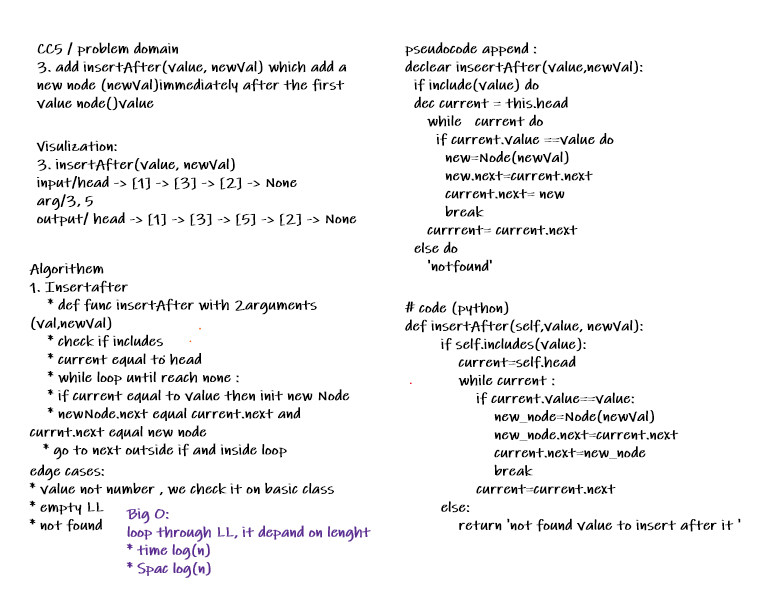 CC5 / problem domain
3. add insertAfter(value, newVal) which add a
new node (newVal)immediately after the first
value node()value
Visulization:
3. insertAfter(value, newVal)
input/head -> [1] -> [3] -> [2] -> None
arg/3, 5
output/ head -> [1] -> [3] -> [5] -> [2] -> None
Algorithem
1. Insertafter
* def func insertAfter with 2arguments
(val,newVal)
* check if includes
* current equal to head
* while loop until reach none :
* if current equal to value then init new Node
* newNode.next equal current.next and
currnt.next equal new node
* go to next outside if and inside loop
edge cases:
* value not number , we check it on basic class
* empty LL
* not found
Big O:
loop through LL, it depand on lenght
* time log(n)
* Spac log(n)
pseudocode append :
declear inseertAfter(value,newVal):
if include(value) do
dec current = this.head
while current do
if current.value ==value do
new=Node(newVal)
new.next=current.next
current.next= new
break
currrent= current.next
else do
'notfound'
# code (python)
def insertAfter(self,value, newVal):
if self.includes(value):
current=self.head
while current :
if current.value==value:
new_node=Node(newVal)
new_node.next=current.next
current.next=new_node
break
current=current.next
else:
return 'not found value to insert after it '